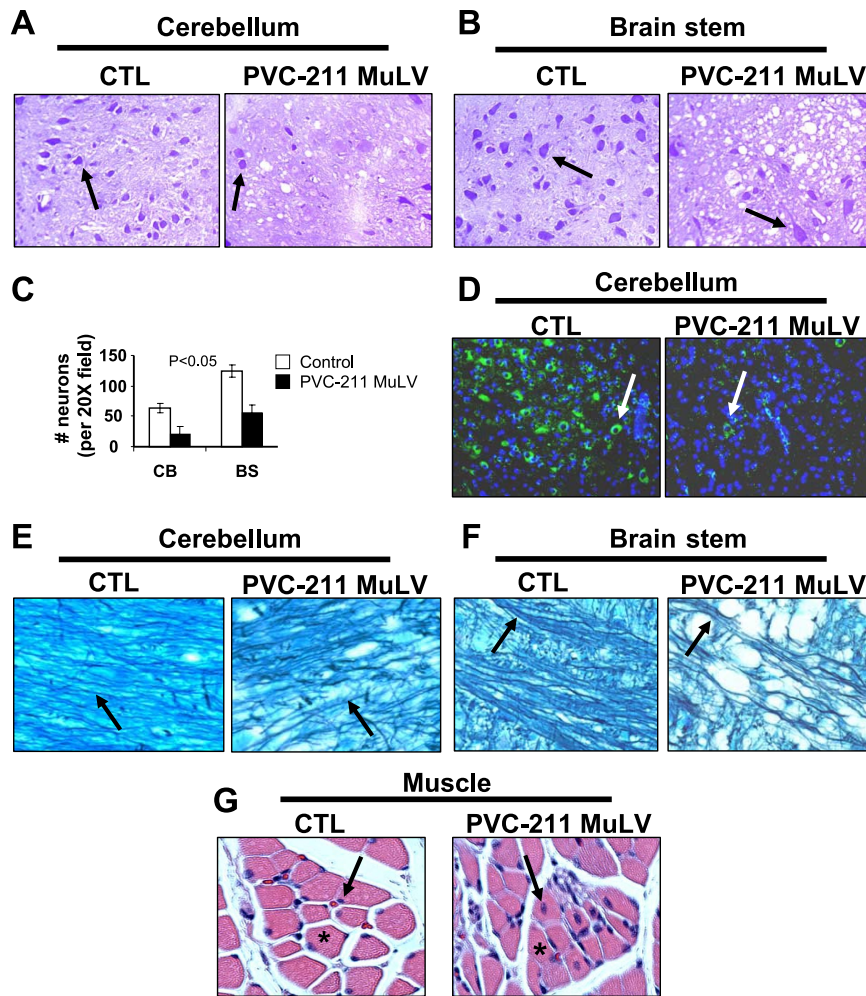 A
Cerebellum
CTL PVC-211 MuLV
B
Brain stem
CTL PVC-211 MuLV
C
# neurons
(per 20X field)
150
100
50
0
P<0.05
Control
PVC-211 MuLV
CB BS
D
Cerebellum
CTL PVC-211 MuLV
E
Cerebellum
CTL PVC-211 MuLV
F
Brain stem
CTL PVC-211 MuLV
G
Muscle
CTL PVC-211 MuLV
* *